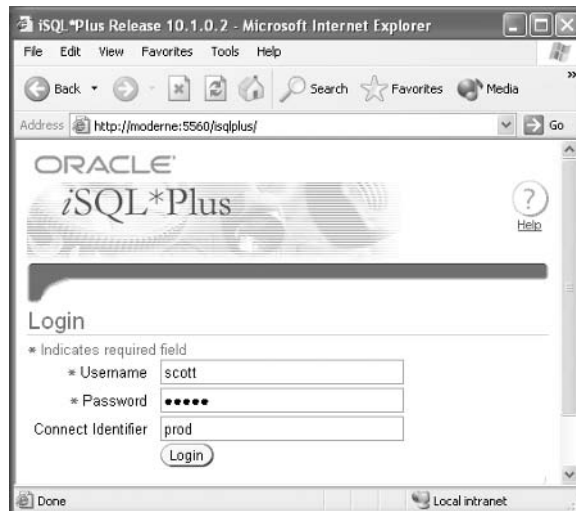 iSQL*Plus Release 10.1.0.2 - Microsoft Internet Explorer
File Edit View Favorites Tools Help
Back Search Favorites Media »
Address http://moderne:5560/isqlplus/ Go
ORACLE
iSQL*Plus
Help
Login
* Indicates required field
* Username scott
* Password •••••
Connect Identifier prod
Login
Done Local intranet